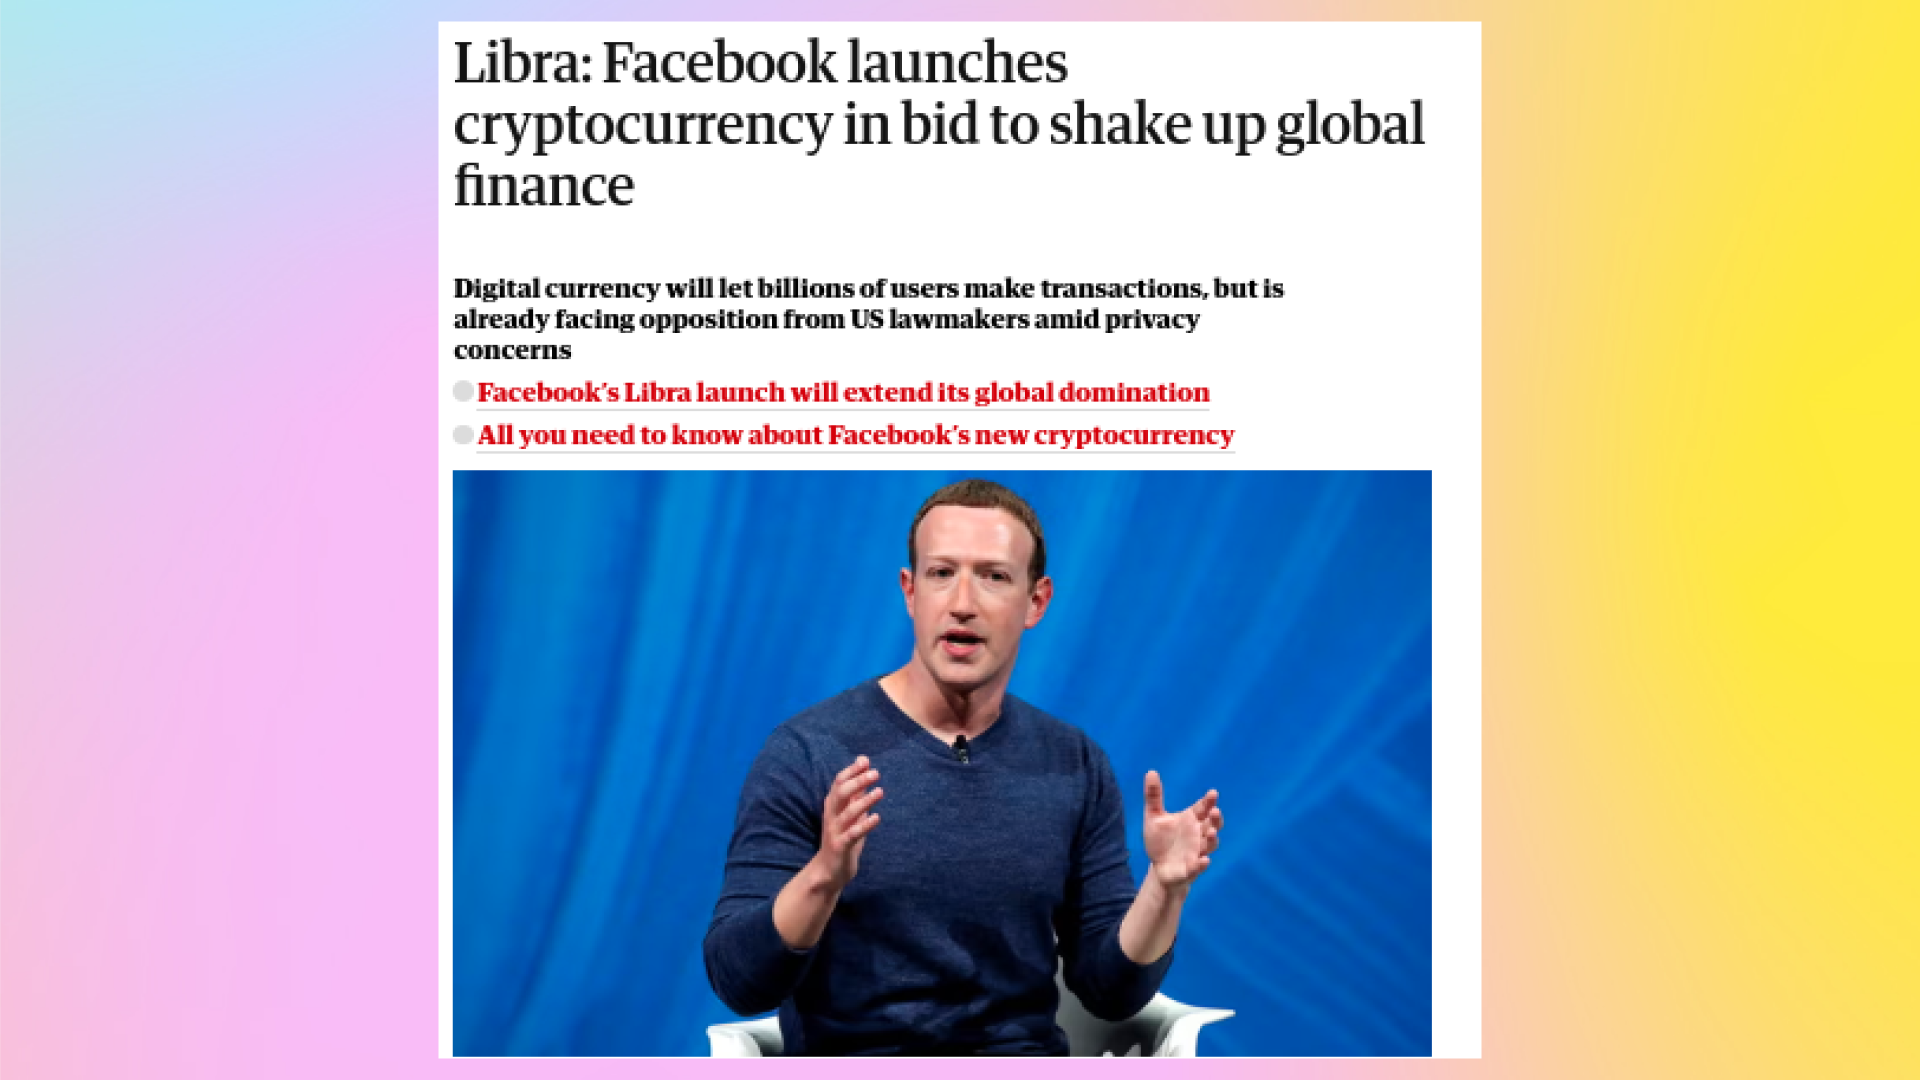 Libra: Facebook launches
cryptocurrency in bid to shake up global
finance
Digital currency will let billions of users make transactions, but is
already facing opposition from US lawmakers amid privacy
concerns
Facebook’s Libra launch will extend its global domination
All you need to know about Facebook’s new cryptocurrency